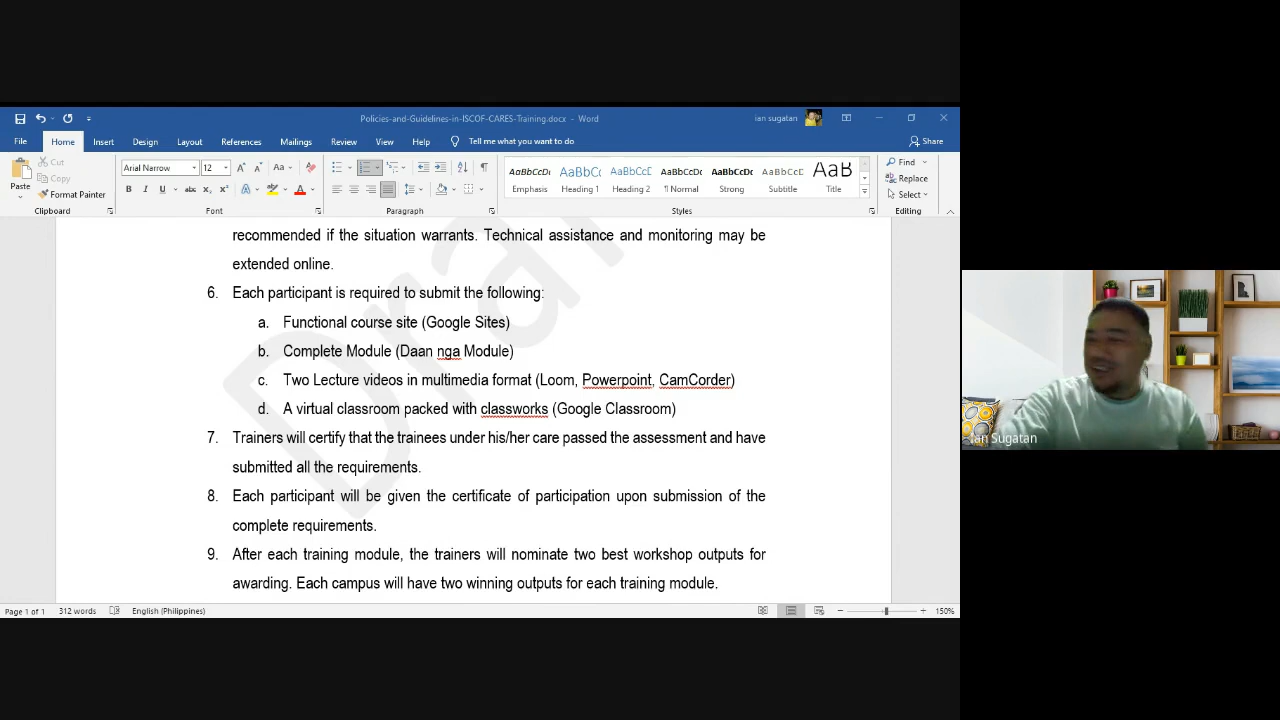 Policies-and-Guidelines-in-ISCOF-CARES-Training.docx - Word
ian sugatan
File Home Insert Design Layout References Mailings Review View Help Tell me what you want to do Share
Paste
Cut
Copy
Format Painter
Clipboard
Arial Narrow 12
Font
Paragraph
AaBbCcDt AaBbCc AaBbCcD AaBbCcDc AaBbCcDc AaBbCcDc AaB
Emphasis Heading 1 Heading 2 ¶ Normal Strong Subtitle Title
Styles
Find
Replace
Select
Editing
Draft
recommended if the situation warrants. Technical assistance and monitoring may be
extended online.
6. Each participant is required to submit the following:
a. Functional course site (Google Sites)
b. Complete Module (Daan nga Module)
c. Two Lecture videos in multimedia format (Loom, Powerpoint, CamCorder)
d. A virtual classroom packed with classworks (Google Classroom)
7. Trainers will certify that the trainees under his/her care passed the assessment and have
submitted all the requirements.
8. Each participant will be given the certificate of participation upon submission of the
complete requirements.
9. After each training module, the trainers will nominate two best workshop outputs for
awarding. Each campus will have two winning outputs for each training module.
Page 1 of 1 312 words English (Philippines) 150%
Ian Sugatan